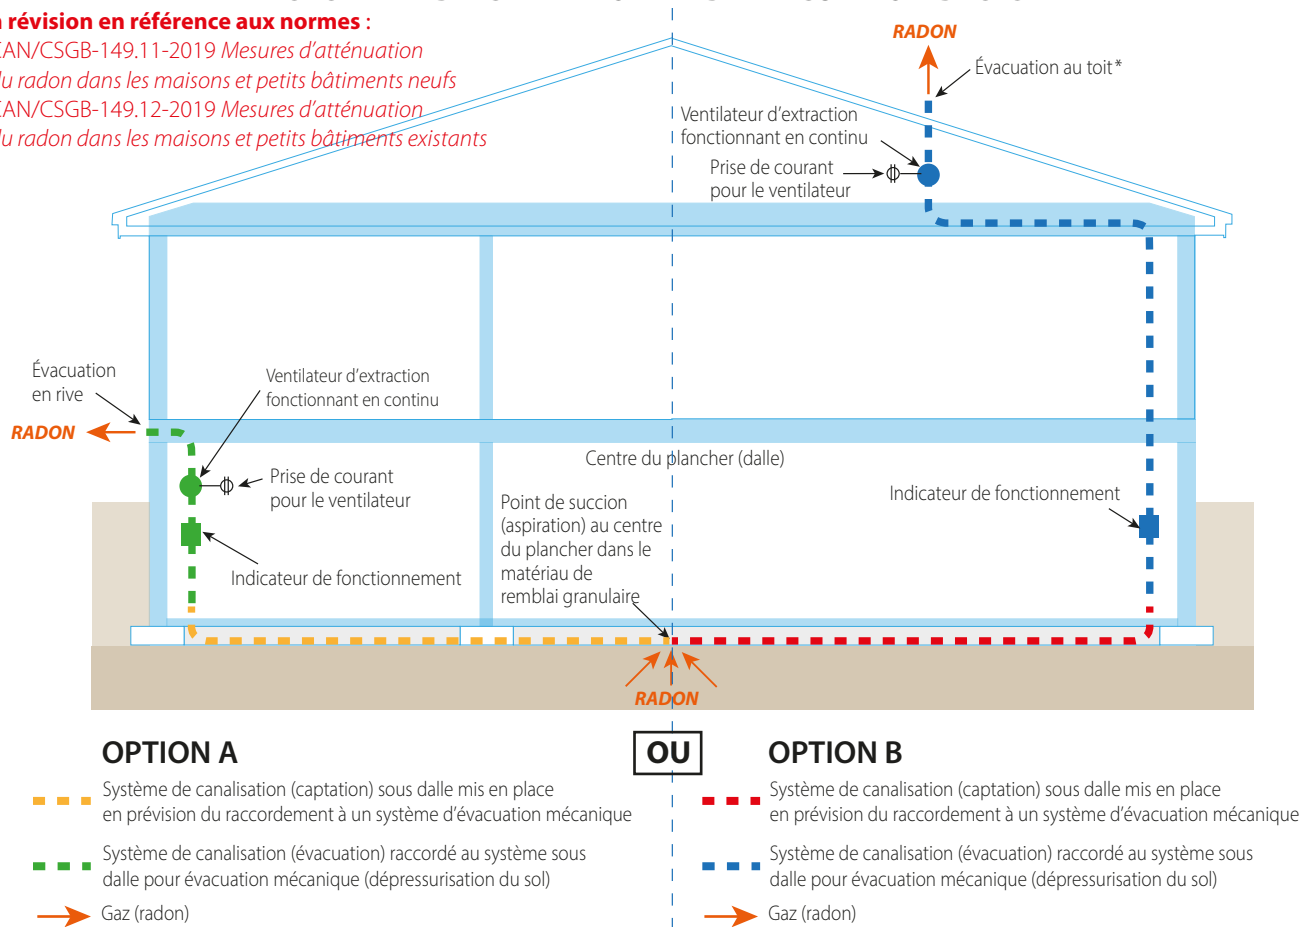 révision en référence aux normes :
CAN/CSGB-149.11-2019 Mesures d'atténuation
du radon dans les maisons et petits bâtiments neufs
CAN/CSGB-149.12-2019 Mesures d'atténuation
du radon dans les maisons et petits bâtiments existants
RADON
Évacuation au toit*
Ventilateur d'extraction
fonctionnant en continu
Prise de courant
pour le ventilateur
Évacuation
en rive
RADON
Ventilateur d'extraction
fonctionnant en continu
Prise de courant
pour le ventilateur
Indicateur de fonctionnement
Centre du plancher (dalle)
Point de succion
(aspiration) au centre
du plancher dans le
matériau de
remblai granulaire
Indicateur de fonctionnement
RADON
OPTION A
Système de canalisation (captation) sous dalle mis en place
en prévision du raccordement à un système d'évacuation mécanique
Système de canalisation (évacuation) raccordé au système sous
dalle pour évacuation mécanique (dépressurisation du sol)
Gaz (radon)
OU
OPTION B
Système de canalisation (captation) sous dalle mis en place
en prévision du raccordement à un système d'évacuation mécanique
Système de canalisation (évacuation) raccordé au système sous
dalle pour évacuation mécanique (dépressurisation du sol)
Gaz (radon)